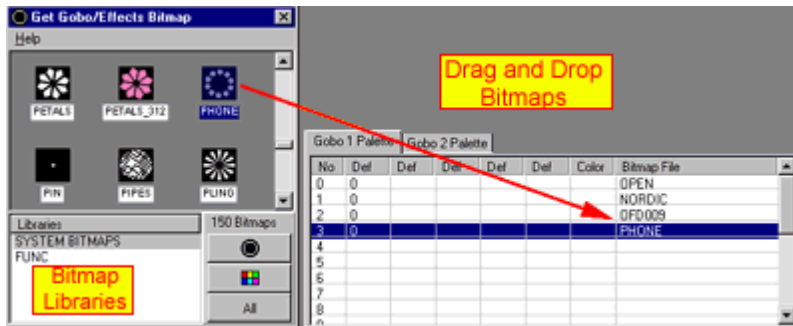 Get Gobo/Effects Bitmap
Help
PETALS PETALS_312 PHONE
PIN PIPES PLINO
Libraries
SYSTEM BITMAPS
FUNC
Bitmap
Libraries
150 Bitmaps
All
Drag and Drop
Bitmaps
Gobo 1 Palette Gobo 2 Palette
No Def Def Def Def Def Color Bitmap File
0 0 OPEN
1 0 NORDIC
2 0 OFD009
3 0 PHONE
4
5
6
7
8
9